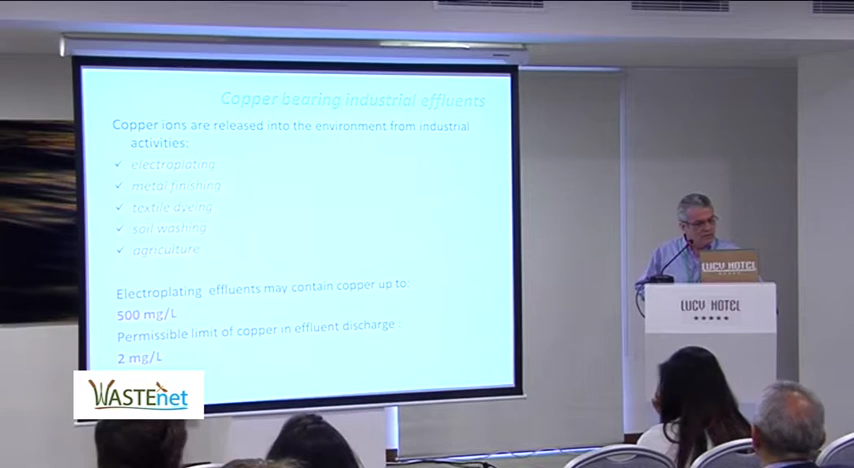 Copper bearing industrial effluents
Copper ions are released into the environment from industrial
activities:
✓ electroplating
✓ metal finishing
✓ textile dyeing
✓ soil washing
✓ agriculture
Electroplating effluents may contain copper up to:
500 mg/L
Permissible limit of copper in effluent discharge :
2 mg/L
WASTEnet
LUCY HOTEL
LUCY HOTEL